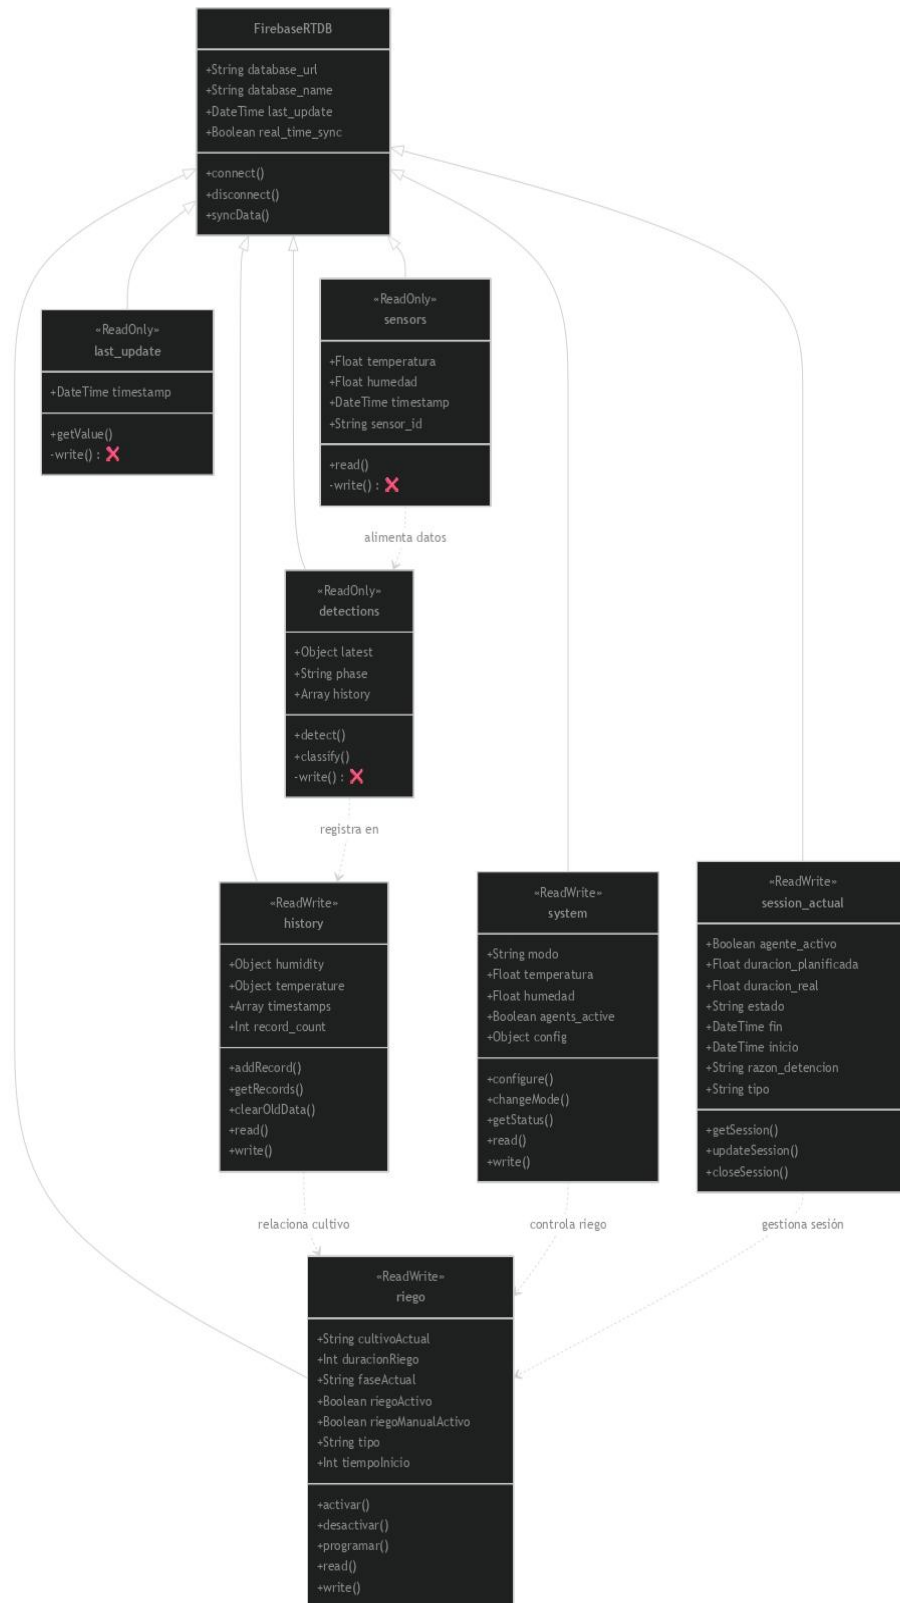 FirebaseRTDB
+String database_url
+String database_name
+DateTime last_update
+Boolean real_time_sync
+connect()
+disconnect()
+syncData()
«ReadOnly»
last_update
+DateTime timestamp
+getValue()
-write() : ❌
«ReadOnly»
sensors
+Float temperatura
+Float humedad
+DateTime timestamp
+String sensor_id
+read()
-write() : ❌
alimenta datos
«ReadOnly»
detections
+Object latest
+String phase
+Array history
+detect()
+classify()
-write() : ❌
registra en
«ReadWrite»
history
+Object humidity
+Object temperature
+Array timestamps
+Int record_count
+addRecord()
+getRecords()
+clearOldData()
+read()
+write()
«ReadWrite»
system
+String modo
+Float temperatura
+Float humedad
+Boolean agents_active
+Object config
+configure()
+changeMode()
+getStatus()
+read()
+write()
«ReadWrite»
session_actual
+Boolean agente_activo
+Float duracion_planificada
+Float duracion_real
+String estado
+DateTime fin
+DateTime inicio
+String razon_detencion
+String tipo
+getSession()
+updateSession()
+closeSession()
relaciona cultivo
controla riego
gestiona sesión
«ReadWrite»
riego
+String cultivoActual
+Int duracionRiego
+String faseActual
+Boolean riegoActivo
+Boolean riegoManualActivo
+String tipo
+Int tiempoInicio
+activar()
+desactivar()
+programar()
+read()
+write()